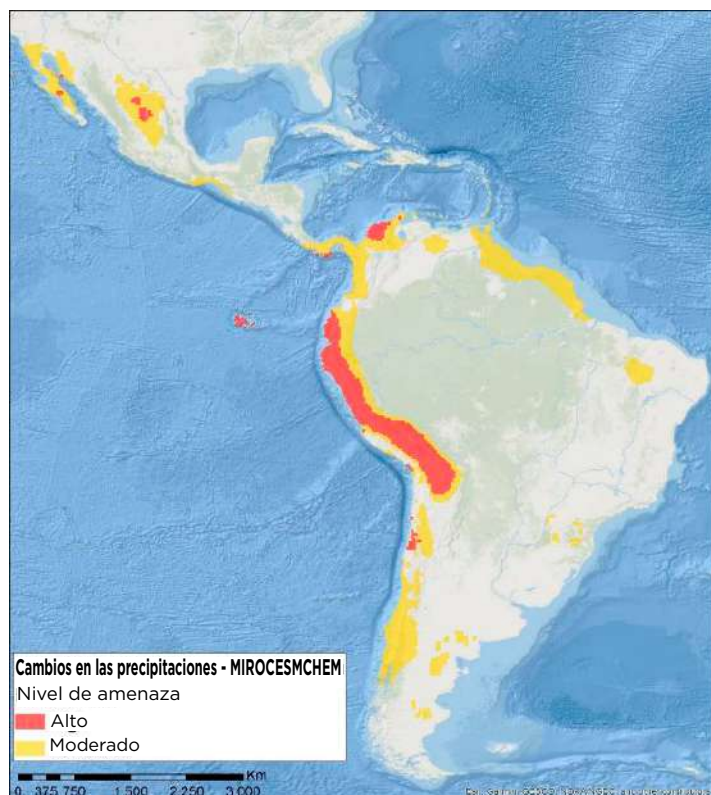 Cambios en las precipitaciones - MIROCESMCHEM
Nivel de amenaza
Alto
Moderado
Km
0 375 750 1 500 2 250 3 000